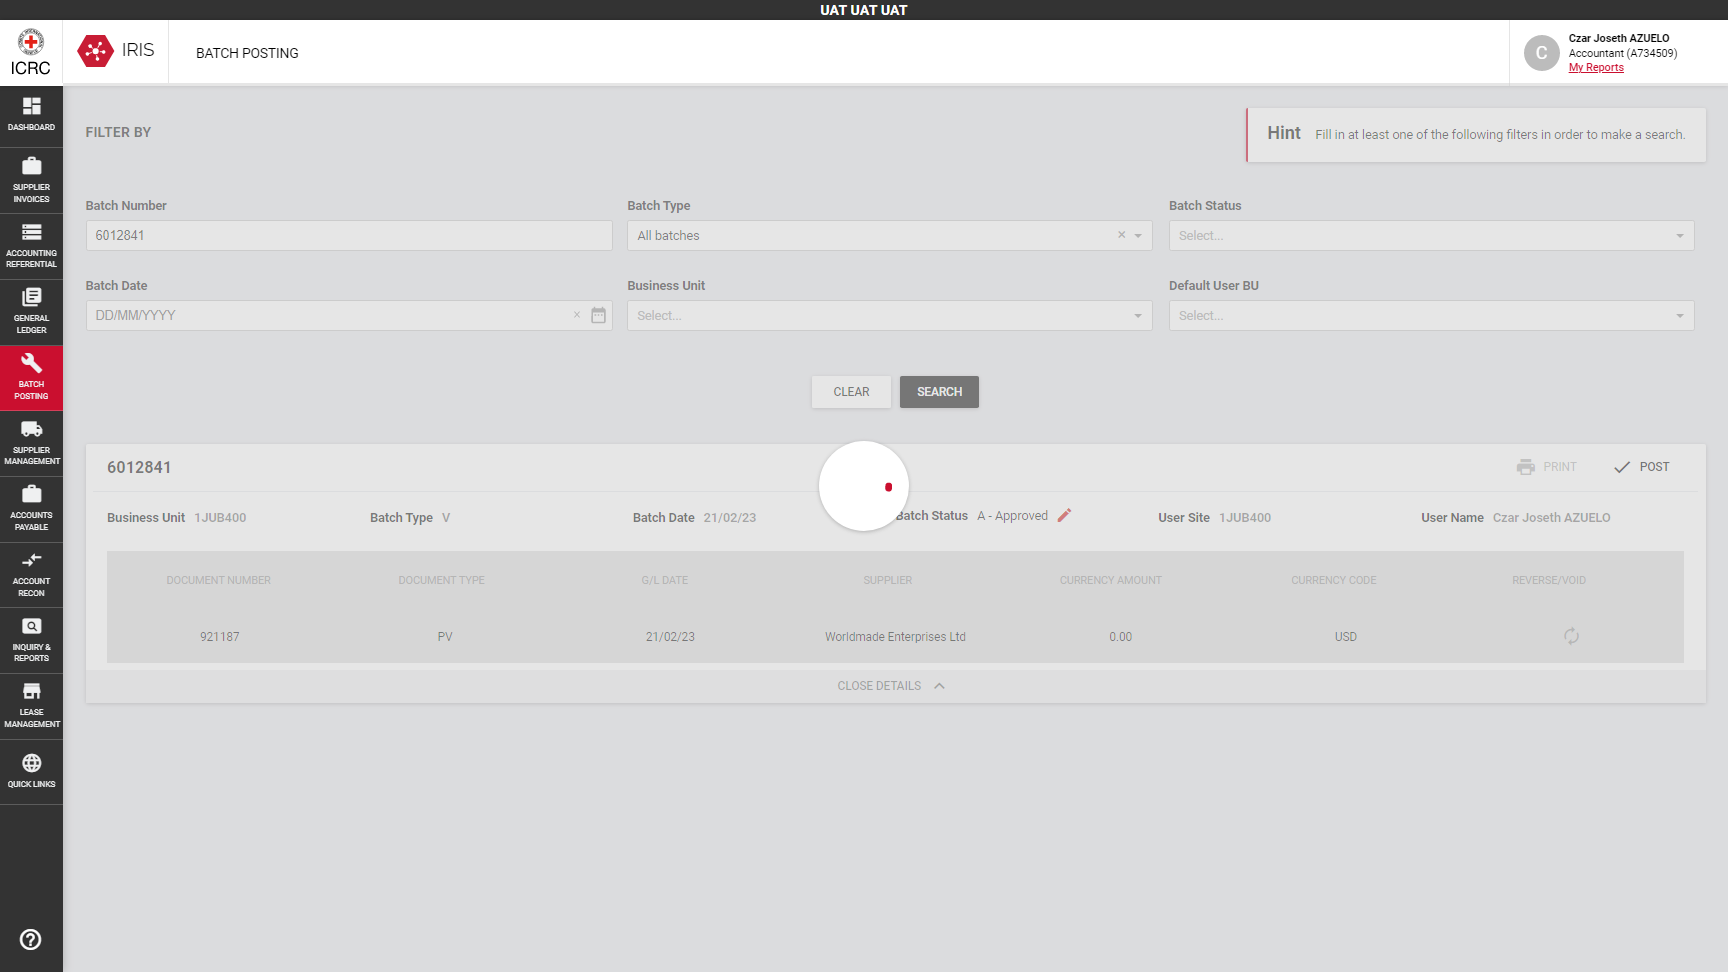 UAT UAT UAT
ICRC
IRIS
BATCH POSTING
C
Czar Joseth AZUELO
Accountant (A734509)
My Reports
DASHBOARD
SUPPLIER
INVOICES
ACCOUNTING
REFERENTIAL
GENERAL
LEDGER
BATCH
POSTING
SUPPLIER
MANAGEMENT
ACCOUNTS
PAYABLE
ACCOUNT
RECON
INQUIRY &
REPORTS
LEASE
MANAGEMENT
QUICK LINKS
FILTER BY
Hint Fill in at least one of the following filters in order to make a search.
Batch Number Batch Type Batch Status
6012841 All batches Select...
Batch Date Business Unit Default User BU
DD/MM/YYYY Select... Select...
CLEAR SEARCH
6012841 PRINT POST
Business Unit 1JUB400 Batch Type V Batch Date 21/02/23 Batch Status A - Approved User Site 1JUB400 User Name Czar Joseth AZUELO
DOCUMENT NUMBER DOCUMENT TYPE G/L DATE SUPPLIER CURRENCY AMOUNT CURRENCY CODE REVERSE/VOID
921187 PV 21/02/23 Worldmade Enterprises Ltd 0.00 USD
CLOSE DETAILS